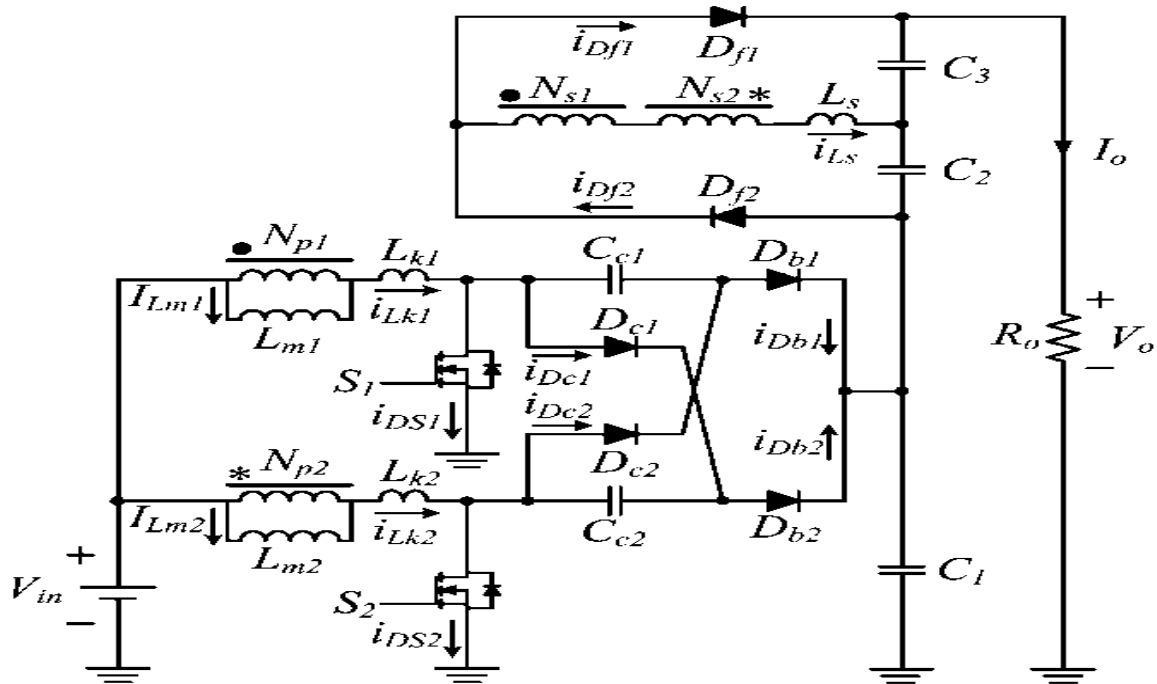 i_Df1
D_f1
C_3
N_s1
N_s2 *
L_s
i_Ls
I_o
C_2
i_Df2
D_f2
N_p1
L_k1
C_c1
D_b1
I_Lm1
i_Lk1
D_c1
L_m1
i_Dc1
i_Db1
R_o
+
V_o
−
S_1
i_DS1
i_Dc2
D_c2
i_Db2
* N_p2
L_k2
I_Lm2
i_Lk2
C_c2
D_b2
L_m2
+
V_in
−
S_2
i_DS2
C_1